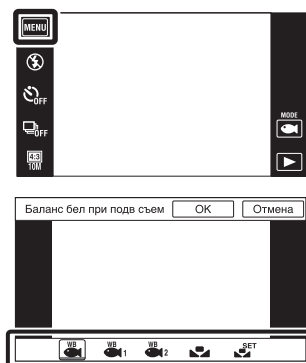 MENU
OFF
OFF
4:3
10M
MODE
Баланс бел при подв съем OK Отмена
WB WB 1 WB 2 SET